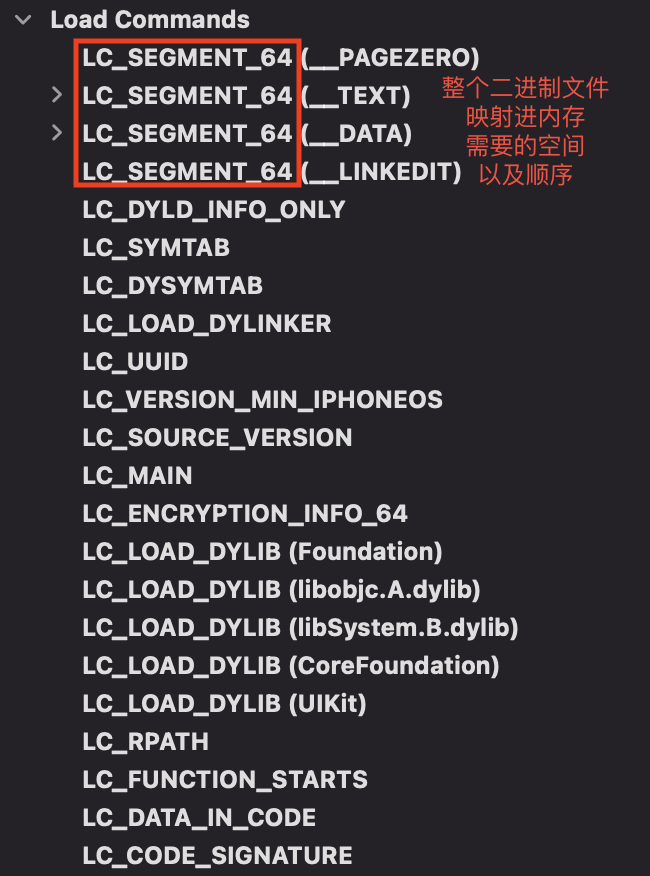 Load Commands
LC_SEGMENT_64 (__PAGEZERO)
LC_SEGMENT_64 (__TEXT)
LC_SEGMENT_64 (__DATA)
LC_SEGMENT_64 (__LINKEDIT)
整个二进制文件
映射进内存
需要的空间
以及顺序
LC_DYLD_INFO_ONLY
LC_SYMTAB
LC_DYSYMTAB
LC_LOAD_DYLINKER
LC_UUID
LC_VERSION_MIN_IPHONEOS
LC_SOURCE_VERSION
LC_MAIN
LC_ENCRYPTION_INFO_64
LC_LOAD_DYLIB (Foundation)
LC_LOAD_DYLIB (libobjc.A.dylib)
LC_LOAD_DYLIB (libSystem.B.dylib)
LC_LOAD_DYLIB (CoreFoundation)
LC_LOAD_DYLIB (UIKit)
LC_RPATH
LC_FUNCTION_STARTS
LC_DATA_IN_CODE
LC_CODE_SIGNATURE